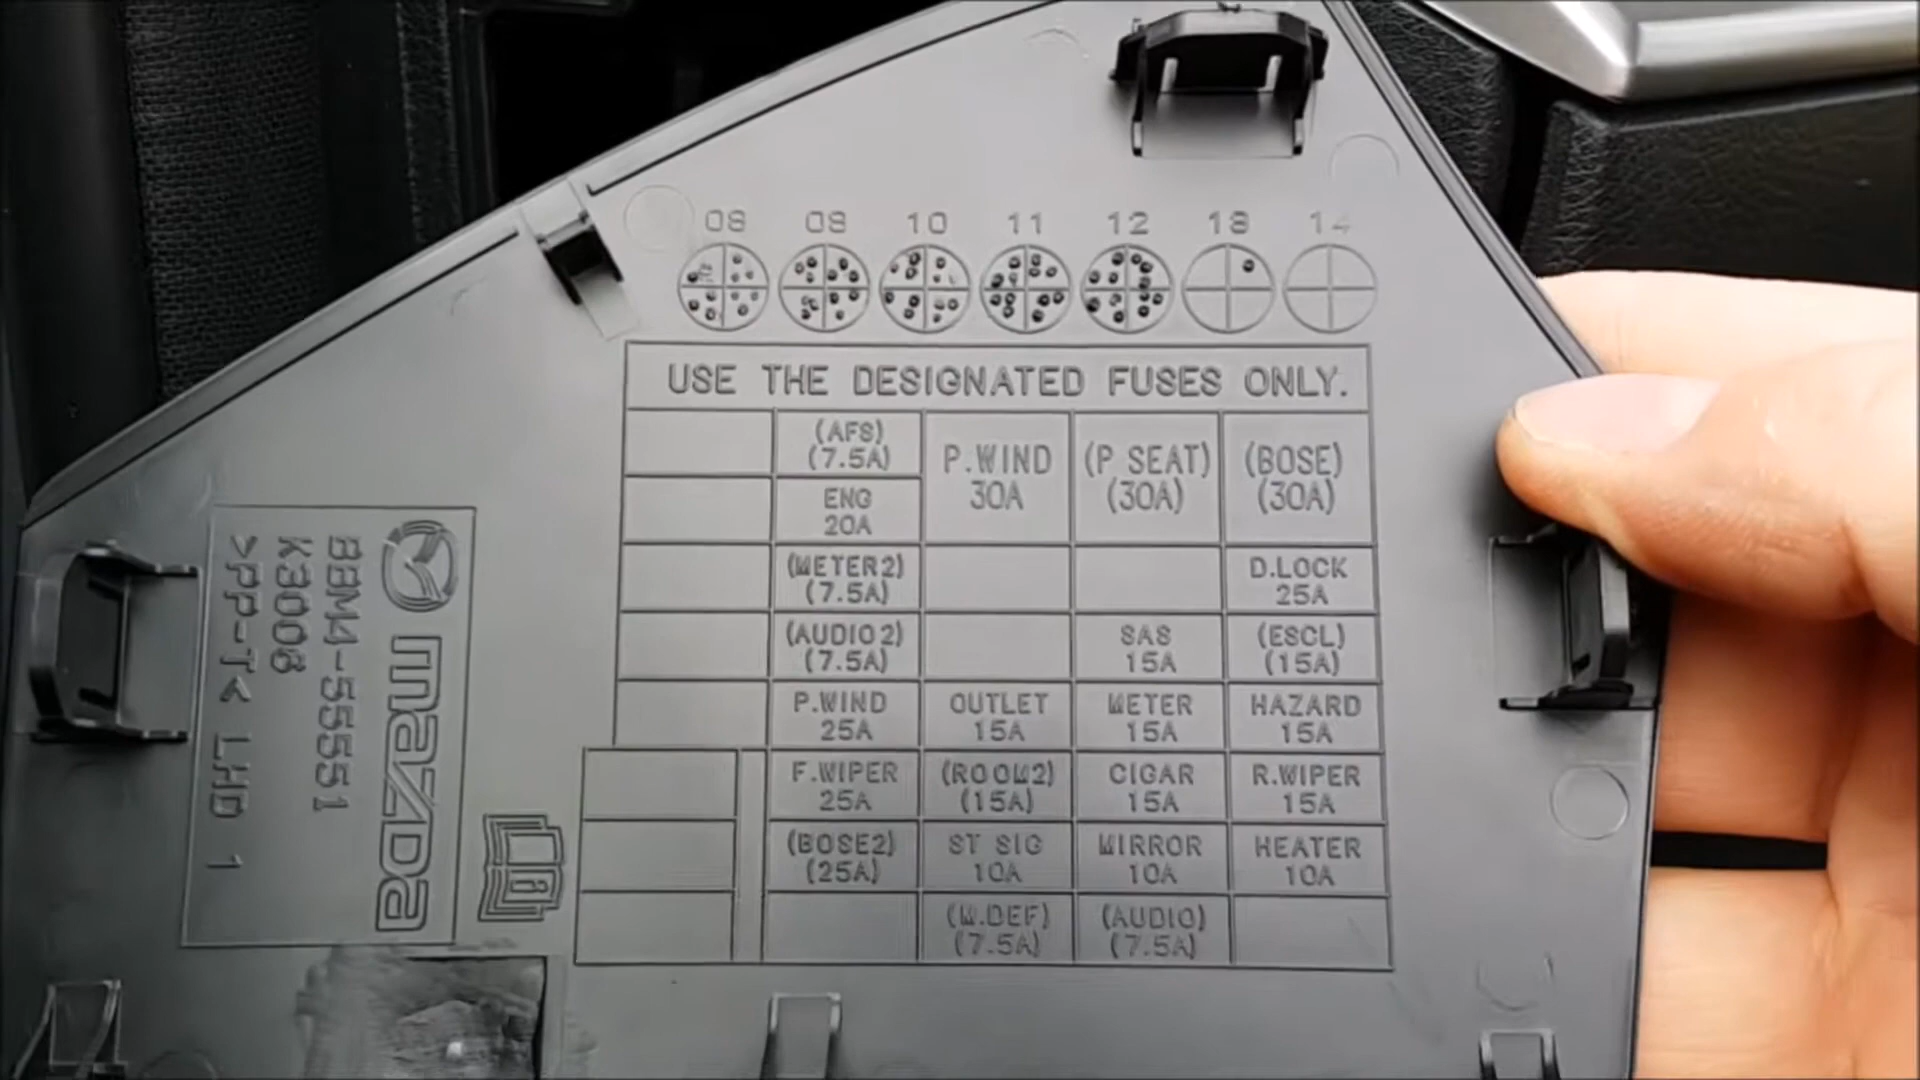 08 09 10 11 12 13 14
USE THE DESIGNATED FUSES ONLY.
(AFS)
(7.5A)
P.WIND
30A
(P SEAT)
(30A)
(BOSE)
(30A)
ENG
20A
(METER2)
(7.5A)
D.LOCK
25A
(AUDIO2)
(7.5A)
SAS
15A
(ESCL)
(15A)
P.WIND
25A
OUTLET
15A
METER
15A
HAZARD
15A
F.WIPER
25A
(ROOM2)
(15A)
CIGAR
15A
R.WIPER
15A
(BOSE2)
(25A)
ST SIG
10A
MIRROR
10A
HEATER
10A
(M.DEF)
(7.5A)
(AUDIO)
(7.5A)
mazda
BBM4-55551
K3006
>PP-T< LHD 1